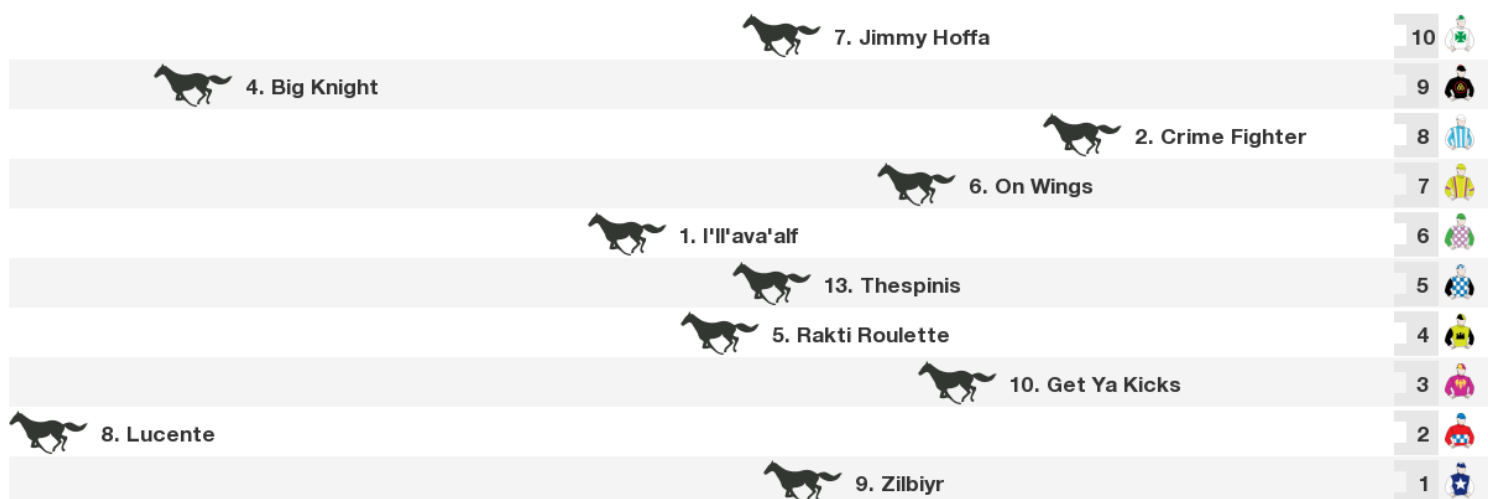 7. Jimmy Hoffa 10
4. Big Knight 9
2. Crime Fighter 8
6. On Wings 7
1. I'll'ava'alf 6
13. Thespinis 5
5. Rakti Roulette 4
10. Get Ya Kicks 3
8. Lucente 2
9. Zilbiyr 1